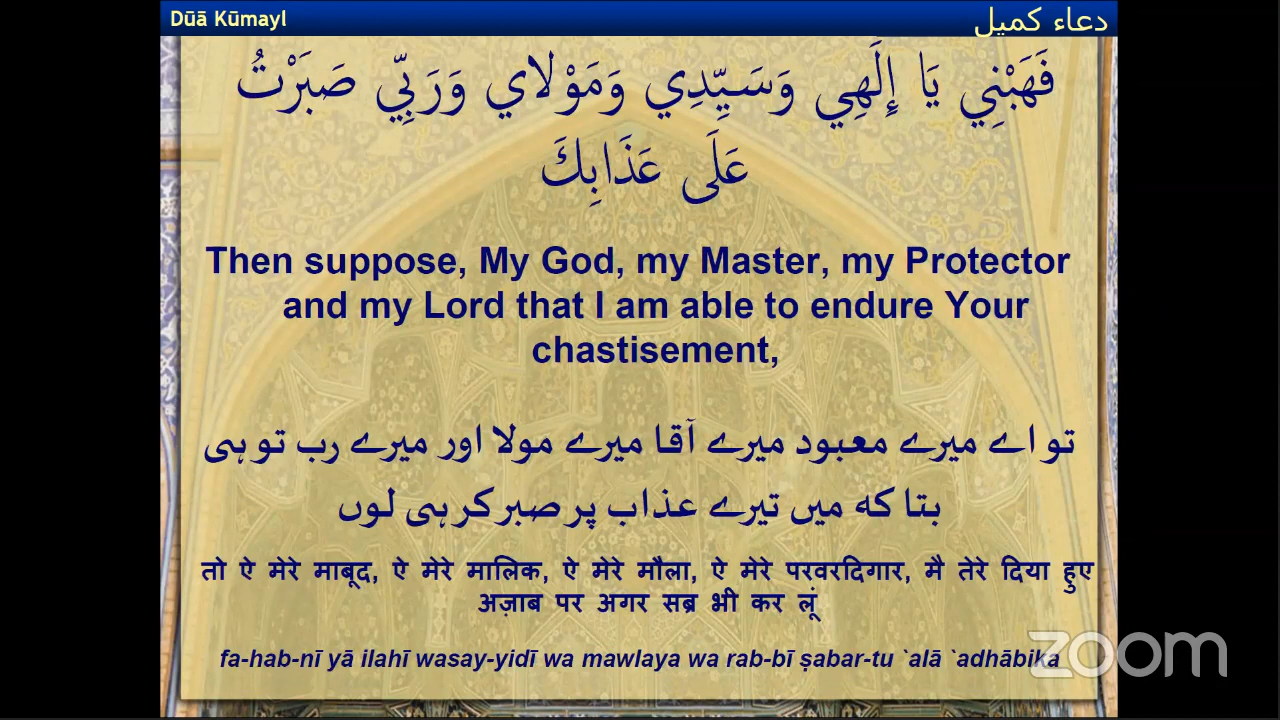 Dūā Kūmayl
دعاء كميل
فَهَبْنِي يَا إِلَهِي وَسَيِّدِي وَمَوْلاي وَرَبِّي صَبَرْتُ
عَلَى عَذَابِكَ
Then suppose, My God, my Master, my Protector
and my Lord that I am able to endure Your
chastisement,
تو اے میرے معبود میرے آقا میرے مولا اور میرے رب تو ہی
بتا کہ میں تیرے عذاب پر صبر کر ہی لوں
तो ऐ मेरे माबूद, ऐ मेरे मालिक, ऐ मेरे मौला, ऐ मेरे परवरदिगार, मै तेरे दिया हुए
अज़ाब पर अगर सब्र भी कर लूं
fa-hab-nī yā ilahī wasay-yidī wa mawlaya wa rab-bī ṣabar-tu `alā `adhābika
zoom